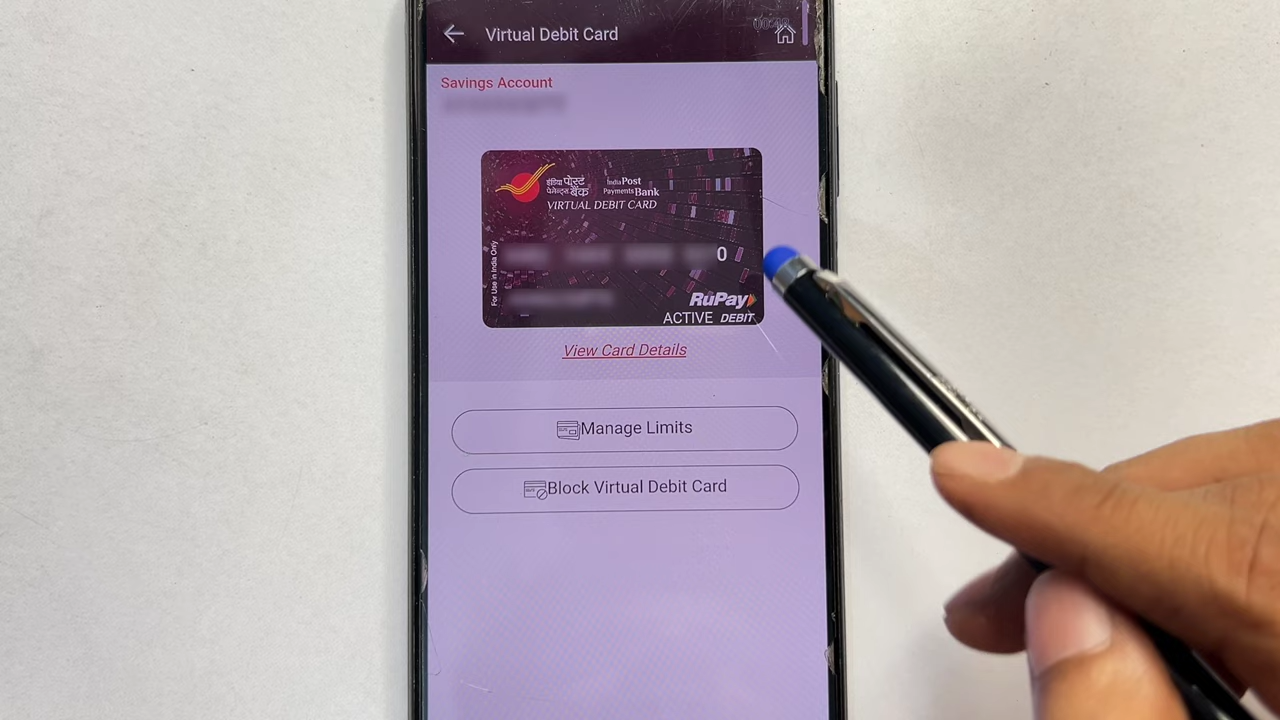 Virtual Debit Card
Savings Account
इंडिया पोस्ट
पेमेन्ट्स बैंक
India Post
Payments Bank
VIRTUAL DEBIT CARD
For Use in India Only
0
RuPay
ACTIVE DEBIT
View Card Details
Manage Limits
Block Virtual Debit Card